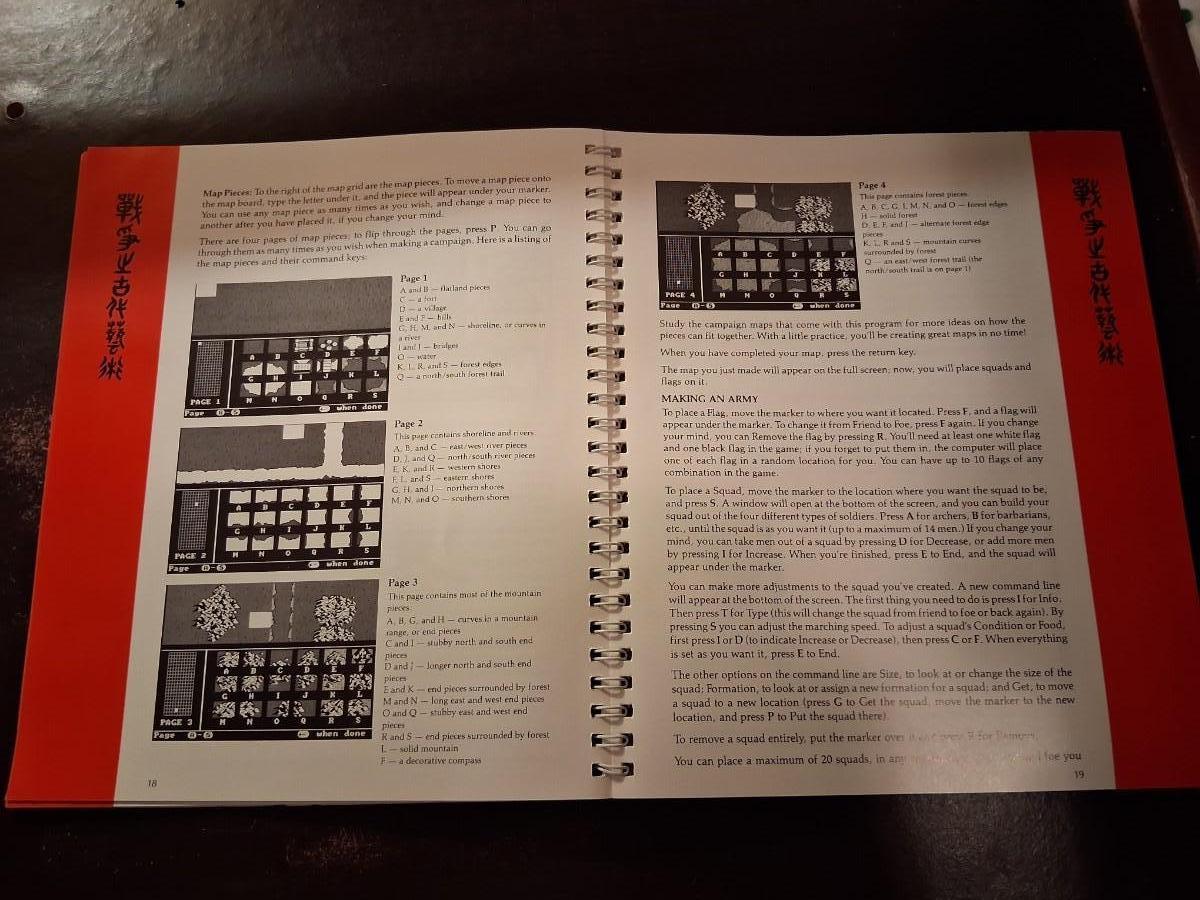 戰爭之古代藝術
Map Pieces: To the right of the map grid are the map pieces. To move a map piece onto
the map board, type the letter under it, and the piece will appear under your marker.
You can use any map piece as many times as you wish, and change a map piece to
another after you have placed it, if you change your mind.
There are four pages of map pieces; to flip through the pages, press P. You can go
through them as many times as you wish when making a campaign. Here is a listing of
the map pieces and their command keys:
A B C D E F
G H I J K L
M N O Q R S
PAGE 1
Page when done
Page 1
A and B — flatland pieces
C — a fort
D — a village
E and F — hills
G, H, M, and N — shoreline, or curves in
a river
I and J — bridges
O — water
K, L, R, and S — forest edges
Q — a north/south forest trail
A B C D E F
G H I J K L
M N O Q R S
PAGE 2
Page when done
Page 2
This page contains shoreline and rivers.
A, B, and C — east/west river pieces
D, J, and Q — north/south river pieces
E, K, and R — western shores
F, L, and S — eastern shores
G, H, and I — northern shores
M, N, and O — southern shores
A B C D E F
G H I J K L
M N O Q R S
PAGE 3
Page when done
Page 3
This page contains most of the mountain
pieces.
A, B, G, and H — curves in a mountain
range, or end pieces
C and I — stubby north and south end
pieces
D and J — longer north and south end
pieces
E and K — end pieces surrounded by forest
M and N — long east and west end pieces
O and Q — stubby east and west end
pieces
R and S — end pieces surrounded by forest
L — solid mountain
F — a decorative compass
18
A B C D E F
G H I J K L
M N O Q R S
PAGE 4
Page when done
Page 4
This page contains forest pieces.
A, B, C, G, I, M, N, and O — forest edges
H — solid forest
D, E, F, and J — alternate forest edge
pieces
K, L, R and S — mountain curves
surrounded by forest
Q — an east/west forest trail (the
north/south trail is on page 1)
Study the campaign maps that come with this program for more ideas on how the
pieces can fit together. With a little practice, you'll be creating great maps in no time!
When you have completed your map, press the return key.
The map you just made will appear on the full screen; now, you will place squads and
flags on it.
MAKING AN ARMY
To place a Flag, move the marker to where you want it located. Press F, and a flag will
appear under the marker. To change it from Friend to Foe, press F again. If you change
your mind, you can Remove the flag by pressing R. You'll need at least one white flag
and one black flag in the game; if you forget to put them in, the computer will place
one of each flag in a random location for you. You can have up to 10 flags of any
combination in the game.
To place a Squad, move the marker to the location where you want the squad to be,
and press S. A window will open at the bottom of the screen, and you can build your
squad out of the four different types of soldiers. Press A for archers, B for barbarians,
etc., until the squad is as you want it (up to a maximum of 14 men.) If you change your
mind, you can take men out of a squad by pressing D for Decrease, or add more men
by pressing I for Increase. When you're finished, press E to End, and the squad will
appear under the marker.
You can make more adjustments to the squad you've created. A new command line
will appear at the bottom of the screen. The first thing you need to do is press I for Info.
Then press T for Type (this will change the squad from friend to foe or back again). By
pressing S you can adjust the marching speed. To adjust a squad's Condition or Food,
first press I or D (to indicate Increase or Decrease), then press C or F. When everything
is set as you want it, press E to End.
The other options on the command line are Size, to look at or change the size of the
squad; Formation, to look at or assign a new formation for a squad; and Get, to move
a squad to a new location (press G to Get the squad, move the marker to the new
location, and press P to Put the squad there).
To remove a squad entirely, put the marker over it and press R for Remove.
You can place a maximum of 20 squads, in any foe you
19
戰爭之古代藝術